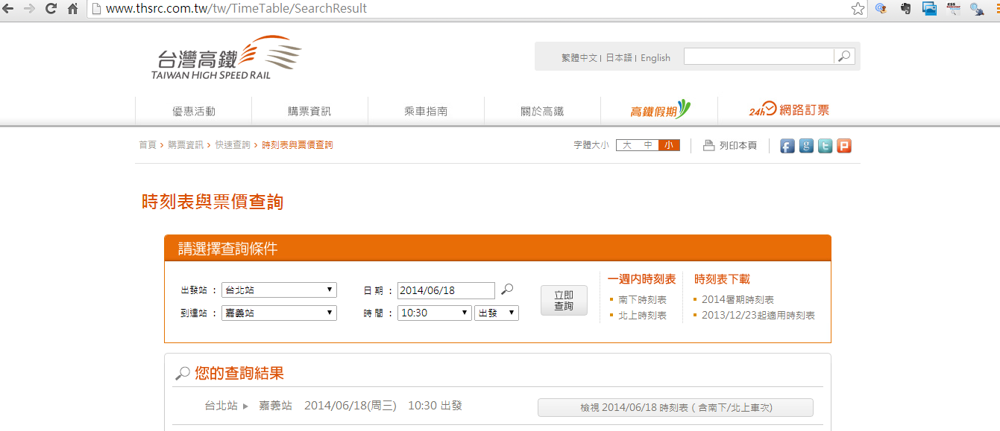 www.thsrc.com.tw/tw/TimeTable/SearchResult
台灣高鐵
TAIWAN HIGH SPEED RAIL
繁體中文 | 日本語 | English
優惠活動 購票資訊 乘車指南 關於高鐵 高鐵假期 24h 網路訂票
首頁 › 購票資訊 › 快速查詢 › 時刻表與票價查詢 字體大小 大 中 小 列印本頁
時刻表與票價查詢
請選擇查詢條件
出發站 : 台北站 日期 : 2014/06/18
到達站 : 嘉義站 時間 : 10:30 出發
立即
查詢
一週內時刻表
南下時刻表
北上時刻表
時刻表下載
2014暑期時刻表
2013/12/23起適用時刻表
您的查詢結果
台北站 ▶ 嘉義站 2014/06/18(周三) 10:30 出發 檢視 2014/06/18 時刻表 ( 含南下/北上車次)